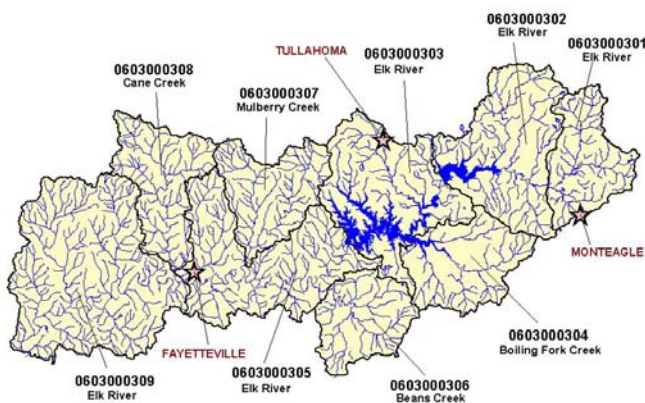 0603000302
Elk River
0603000301
Elk River
TULLAHOMA
0603000303
Elk River
0603000308
Cane Creek
0603000307
Mulberry Creek
MONTEAGLE
0603000304
Boiling Fork Creek
FAYETTEVILLE
0603000305
Elk River
0603000309
Elk River
0603000306
Beans Creek